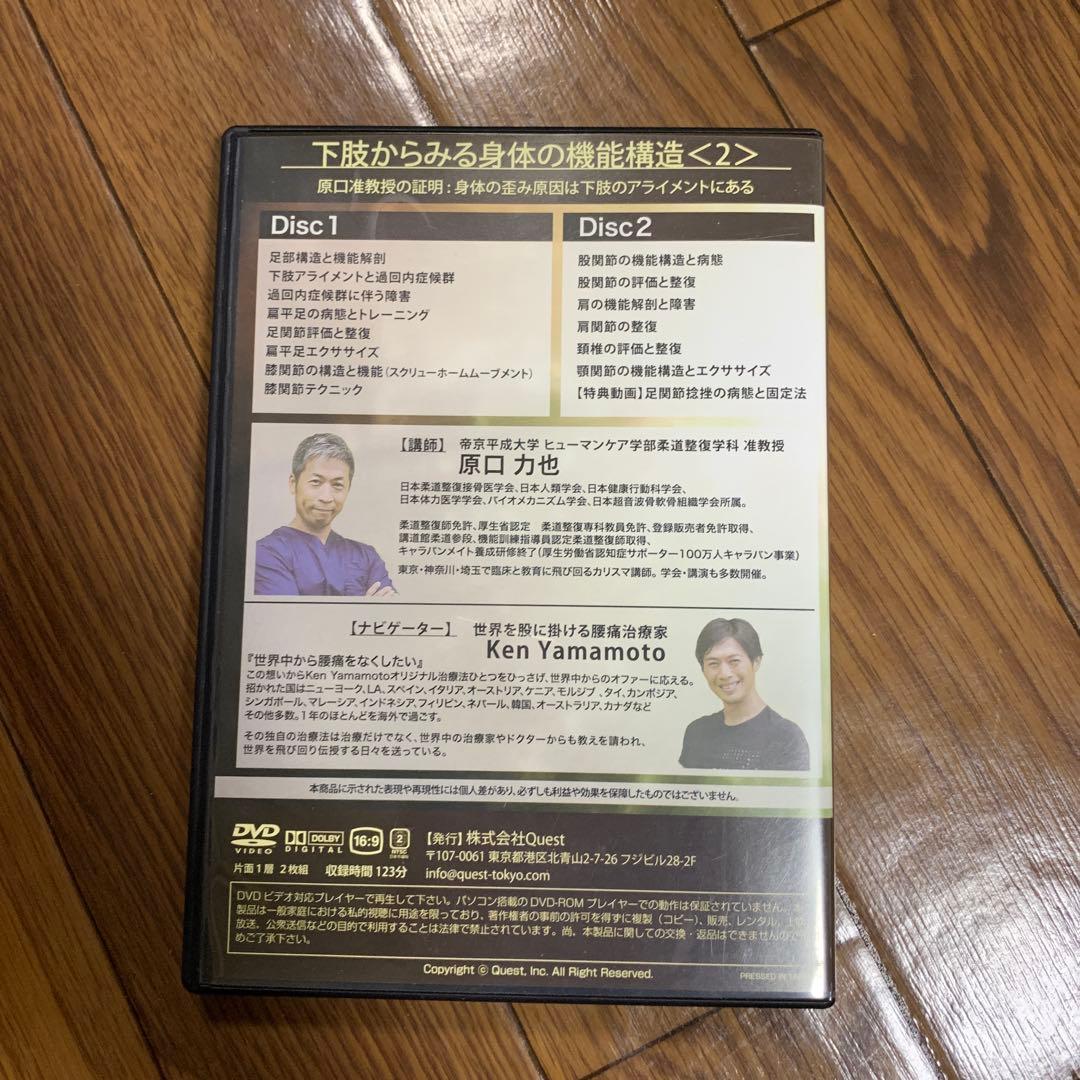 下肢からみる身体の機能構造<2>
原口准教授の証明:身体の歪み原因は下肢のアライメントにある
Disc 1
足部構造と機能解剖
下肢アライメントと過回内症候群
過回内症候群に伴う障害
扁平足の病態とトレーニング
足関節評価と整復
扁平足エクササイズ
膝関節の構造と機能(スクリューホームムーブメント)
膝関節テクニック
Disc 2
股関節の機能構造と病態
股関節の評価と整復
肩の機能解剖と障害
肩関節の整復
頚椎の評価と整復
顎関節の機能構造とエクササイズ
【特典動画】足関節捻挫の病態と固定法
【講師】 帝京平成大学 ヒューマンケア学部柔道整復学科 准教授
原口 力也
日本柔道整復接骨医学会、日本人類学会、日本健康行動科学会、
日本体力医学学会、バイオメカニズム学会、日本超音波骨軟骨組織学会所属。
柔道整復師免許、厚生省認定 柔道整復専科教員免許、登録販売者免許取得、
講道館柔道参段、機能訓練指導員認定柔道整復師取得、
キャラバンメイト養成研修終了(厚生労働省認知症サポーター100万人キャラバン事業)
東京・神奈川・埼玉で臨床と教育に飛び回るカリスマ講師。学会・講演も多数開催。
【ナビゲーター】 世界を股に掛ける腰痛治療家
Ken Yamamoto
『世界中から腰痛をなくしたい』
この想いからKen Yamamotoオリジナル治療法ひとつをひっさげ、世界中からのオファーに応える。
招かれた国はニューヨーク、LA、スペイン、イタリア、オーストリア、ケニア、モルジブ、タイ、カンボジア、
シンガポール、マレーシア、インドネシア、フィリピン、ネパール、韓国、オーストラリア、カナダなど
その他多数。1年のほとんどを海外で過ごす。
その独自の治療法は治療だけでなく、世界中の治療家やドクターからも教えを請われ、
世界を飛び回り伝授する日々を送っている。
本商品に示された表現や再現性には個人差があり、必ずしも利益や効果を保障したものではございません。
DVD VIDEO
DOLBY DIGITAL
16:9
2 NTSC
片面1層 2枚組 収録時間 123分
【発行】株式会社Quest
〒107-0061 東京都港区北青山2-7-26 フジビル28-2F
info@quest-tokyo.com
DVD ビデオ対応プレイヤーで再生して下さい。パソコン搭載の DVD-ROM プレイヤーでの動作は保証されていません。
製品は一般家庭における私的視聴に用途を限っており、著作権者の事前の許可を得ずに複製(コピー)、販売、レンタル、
放送、公衆送信などの目的で利用することは法律で禁止されています。尚、本製品に関しての交換・返品はできませんので
めご了承下さい。
Copyright © Quest, Inc. All Right Reserved.
PRESSED IN